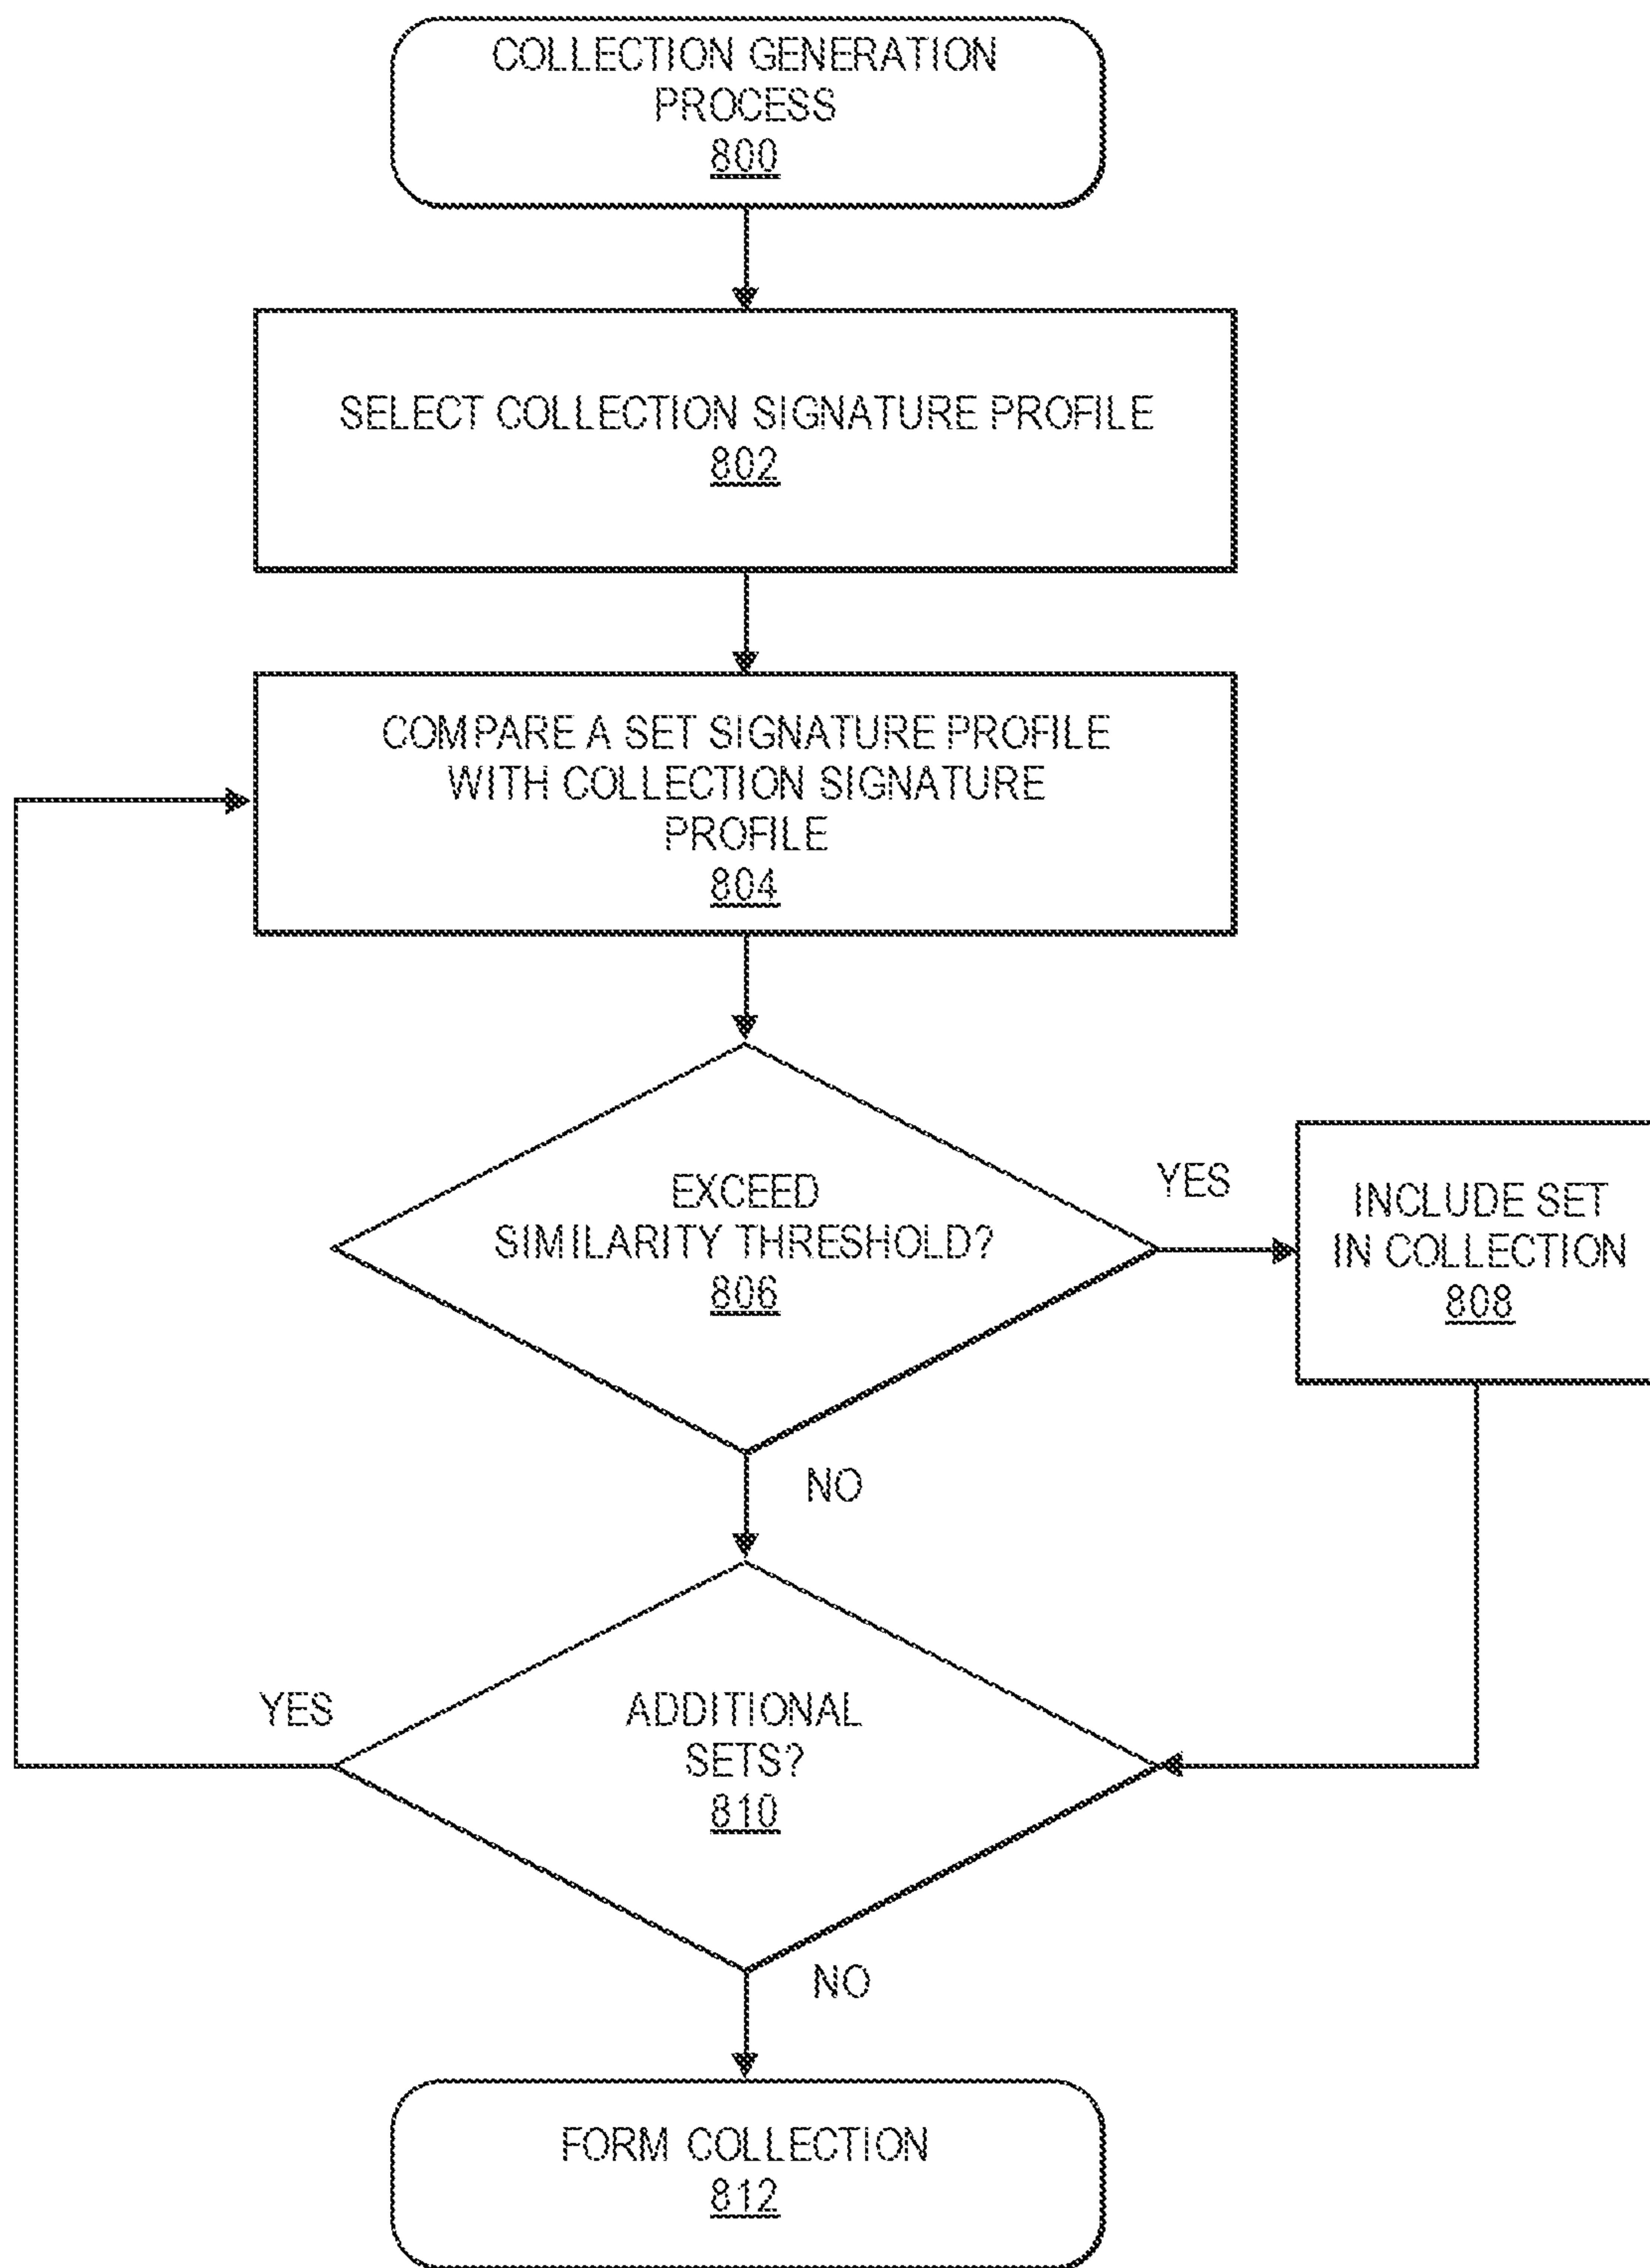 COLLECTION GENERATION
PROCESS
800
SELECT COLLECTION SIGNATURE PROFILE
802
COMPARE A SET SIGNATURE PROFILE
WITH COLLECTION SIGNATURE
PROFILE
804
EXCEED
SIMILARITY THRESHOLD?
806
YES
INCLUDE SET
IN COLLECTION
808
NO
YES
ADDITIONAL
SETS?
810
NO
FORM COLLECTION
812